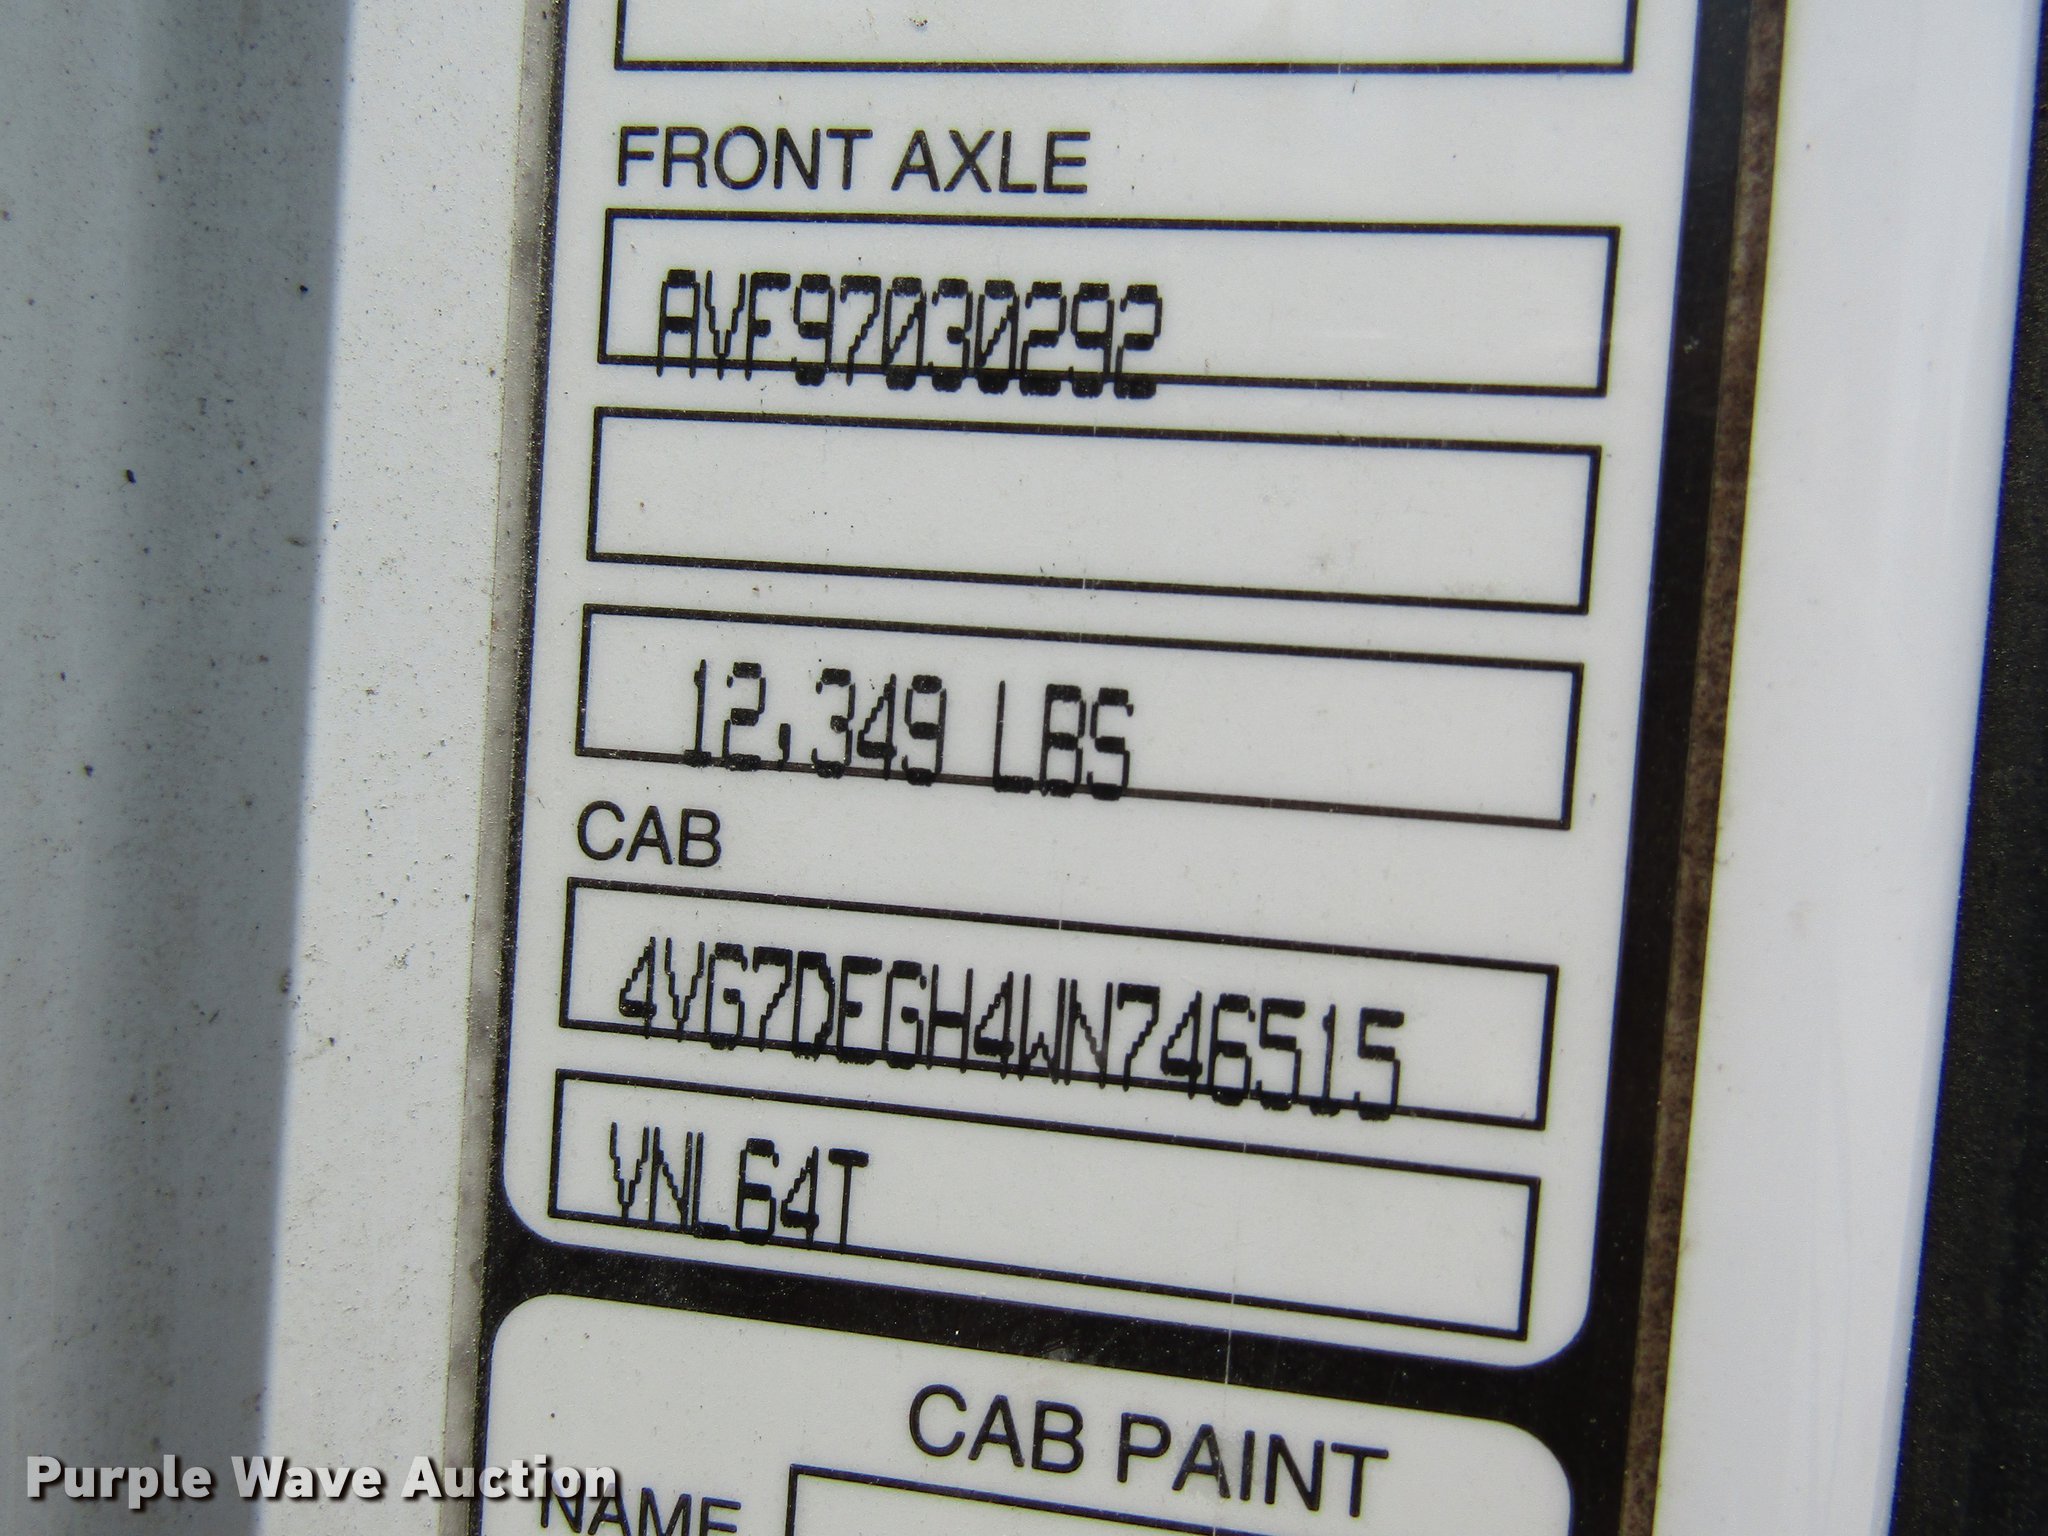 FRONT AXLE
AVF97030292
12,349 LBS
CAB
4VG7DEGH4WN746515
VNL64T
CAB PAINT
NAME
Purple Wave Auction